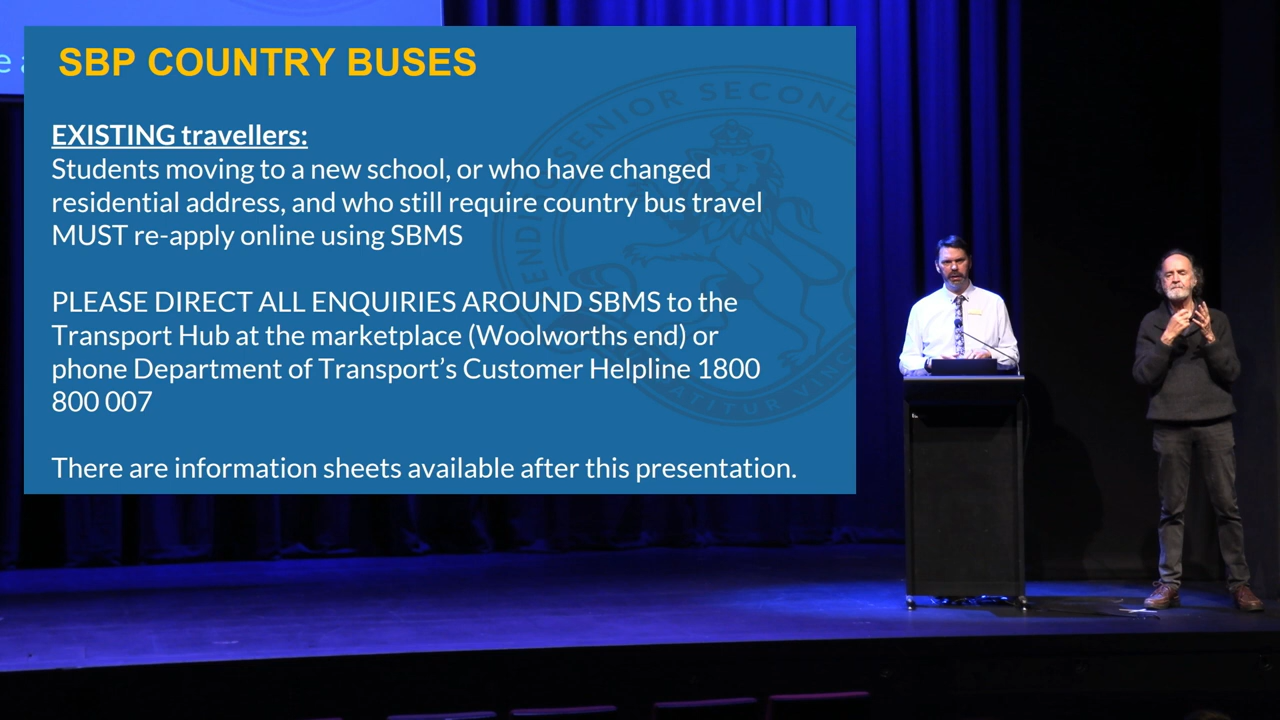 SBP COUNTRY BUSES
EXISTING travellers:
Students moving to a new school, or who have changed
residential address, and who still require country bus travel
MUST re-apply online using SBMS
PLEASE DIRECT ALL ENQUIRIES AROUND SBMS to the
Transport Hub at the marketplace (Woolworths end) or
phone Department of Transport’s Customer Helpline 1800
800 007
There are information sheets available after this presentation.
SENIOR SECOND